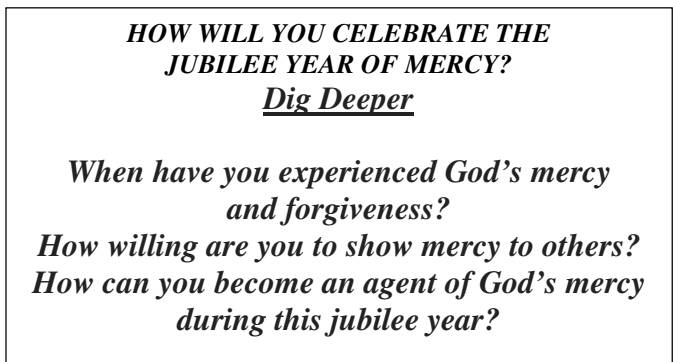 HOW WILL YOU CELEBRATE THE
JUBILEE YEAR OF MERCY?
Dig Deeper
When have you experienced God’s mercy
and forgiveness?
How willing are you to show mercy to others?
How can you become an agent of God’s mercy
during this jubilee year?